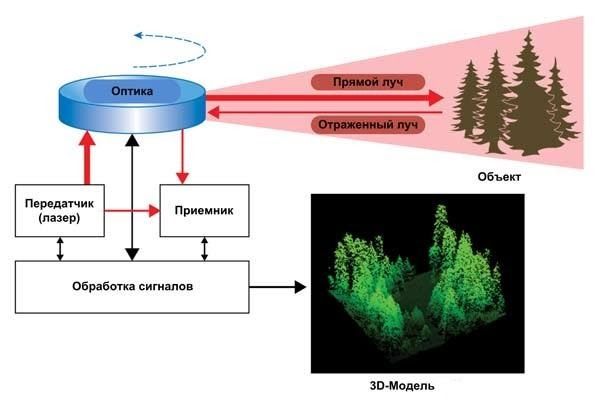 Оптика
Прямой луч
Отраженный луч
Объект
Передатчик
(лазер)
Приемник
Обработка сигналов
3D-Модель